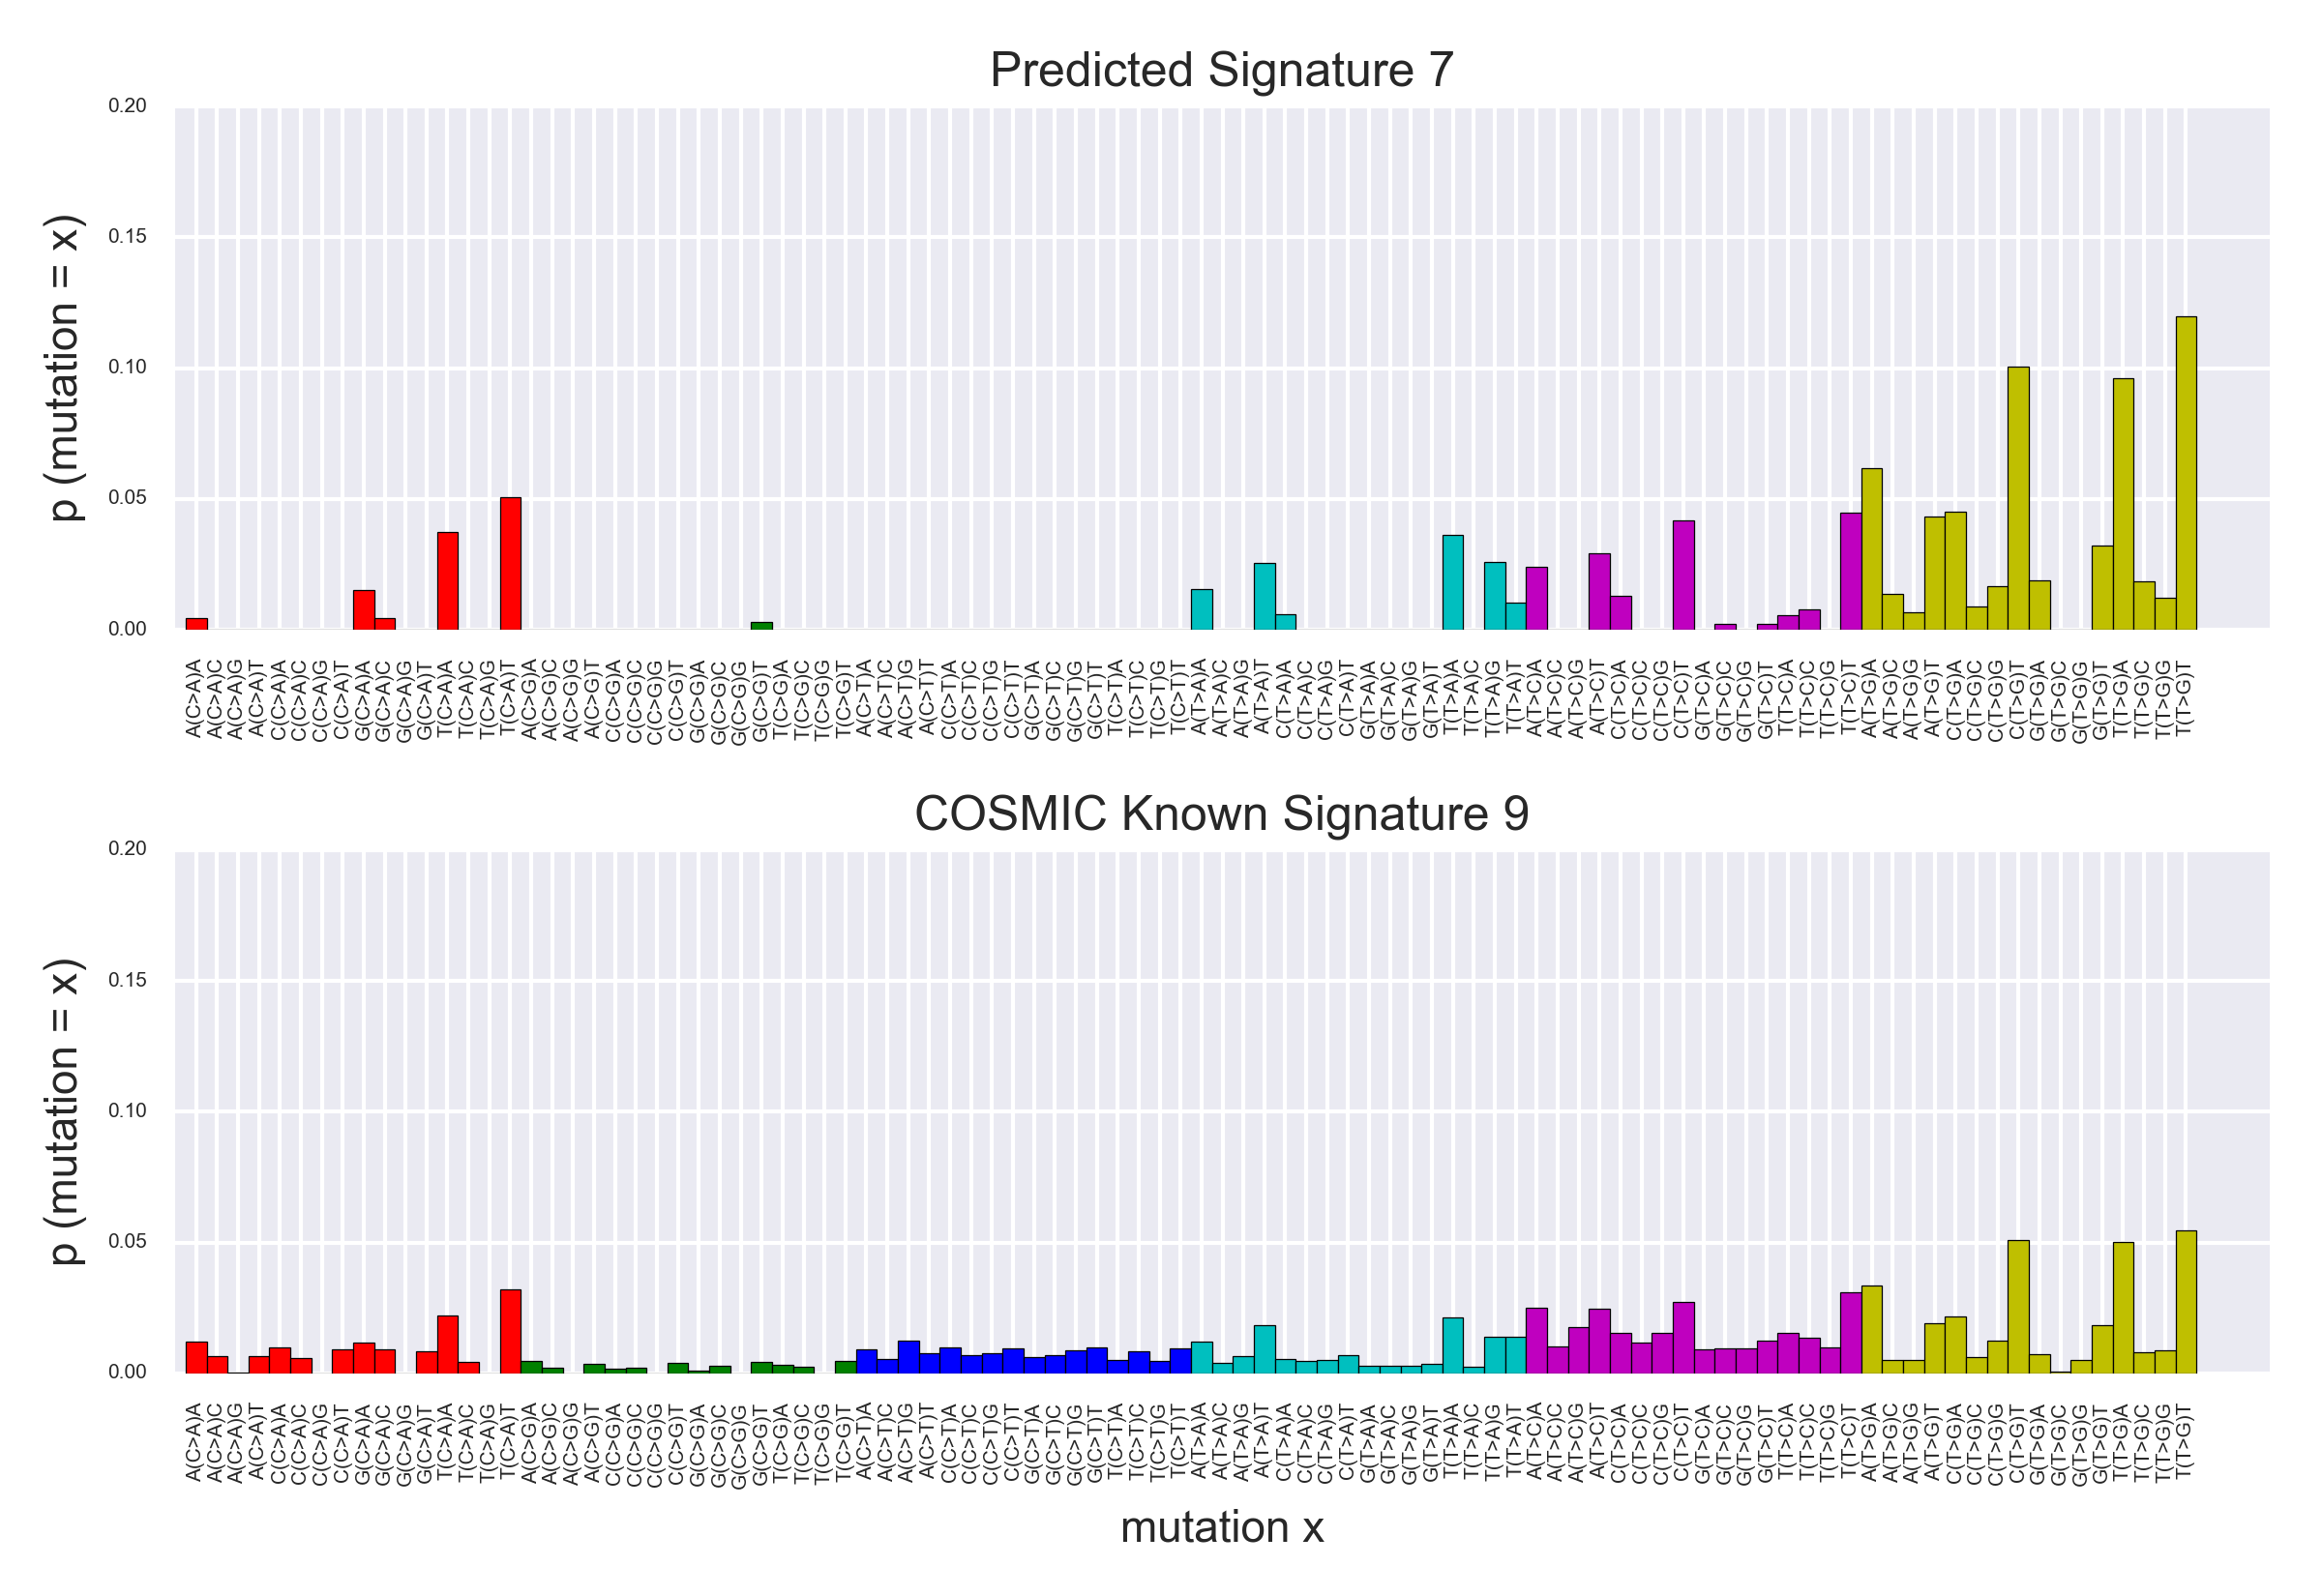 Predicted Signature 7
p (mutation = x)
0.20
0.15
0.10
0.05
0.00
A(C>A)A A(C>A)C A(C>A)G A(C>A)T C(C>A)A C(C>A)C C(C>A)G C(C>A)T G(C>A)A G(C>A)C G(C>A)G G(C>A)T T(C>A)A T(C>A)C T(C>A)G T(C>A)T A(C>G)A A(C>G)C A(C>G)G A(C>G)T C(C>G)A C(C>G)C C(C>G)G C(C>G)T G(C>G)A G(C>G)C G(C>G)G G(C>G)T T(C>G)A T(C>G)C T(C>G)G T(C>G)T A(C>T)A A(C>T)C A(C>T)G A(C>T)T C(C>T)A C(C>T)C C(C>T)G C(C>T)T G(C>T)A G(C>T)C G(C>T)G G(C>T)T T(C>T)A T(C>T)C T(C>T)G T(C>T)T A(T>A)A A(T>A)C A(T>A)G A(T>A)T C(T>A)A C(T>A)C C(T>A)G C(T>A)T G(T>A)A G(T>A)C G(T>A)G G(T>A)T T(T>A)A T(T>A)C T(T>A)G T(T>A)T A(T>C)A A(T>C)C A(T>C)G A(T>C)T C(T>C)A C(T>C)C C(T>C)G C(T>C)T G(T>C)A G(T>C)C G(T>C)G G(T>C)T T(T>C)A T(T>C)C T(T>C)G T(T>C)T A(T>G)A A(T>G)C A(T>G)G A(T>G)T C(T>G)A C(T>G)C C(T>G)G C(T>G)T G(T>G)A G(T>G)C G(T>G)G G(T>G)T T(T>G)A T(T>G)C T(T>G)G T(T>G)T
COSMIC Known Signature 9
p (mutation = x)
0.20
0.15
0.10
0.05
0.00
A(C>A)A A(C>A)C A(C>A)G A(C>A)T C(C>A)A C(C>A)C C(C>A)G C(C>A)T G(C>A)A G(C>A)C G(C>A)G G(C>A)T T(C>A)A T(C>A)C T(C>A)G T(C>A)T A(C>G)A A(C>G)C A(C>G)G A(C>G)T C(C>G)A C(C>G)C C(C>G)G C(C>G)T G(C>G)A G(C>G)C G(C>G)G G(C>G)T T(C>G)A T(C>G)C T(C>G)G T(C>G)T A(C>T)A A(C>T)C A(C>T)G A(C>T)T C(C>T)A C(C>T)C C(C>T)G C(C>T)T G(C>T)A G(C>T)C G(C>T)G G(C>T)T T(C>T)A T(C>T)C T(C>T)G T(C>T)T A(T>A)A A(T>A)C A(T>A)G A(T>A)T C(T>A)A C(T>A)C C(T>A)G C(T>A)T G(T>A)A G(T>A)C G(T>A)G G(T>A)T T(T>A)A T(T>A)C T(T>A)G T(T>A)T A(T>C)A A(T>C)C A(T>C)G A(T>C)T C(T>C)A C(T>C)C C(T>C)G C(T>C)T G(T>C)A G(T>C)C G(T>C)G G(T>C)T T(T>C)A T(T>C)C T(T>C)G T(T>C)T A(T>G)A A(T>G)C A(T>G)G A(T>G)T C(T>G)A C(T>G)C C(T>G)G C(T>G)T G(T>G)A G(T>G)C G(T>G)G G(T>G)T T(T>G)A T(T>G)C T(T>G)G T(T>G)T
mutation x